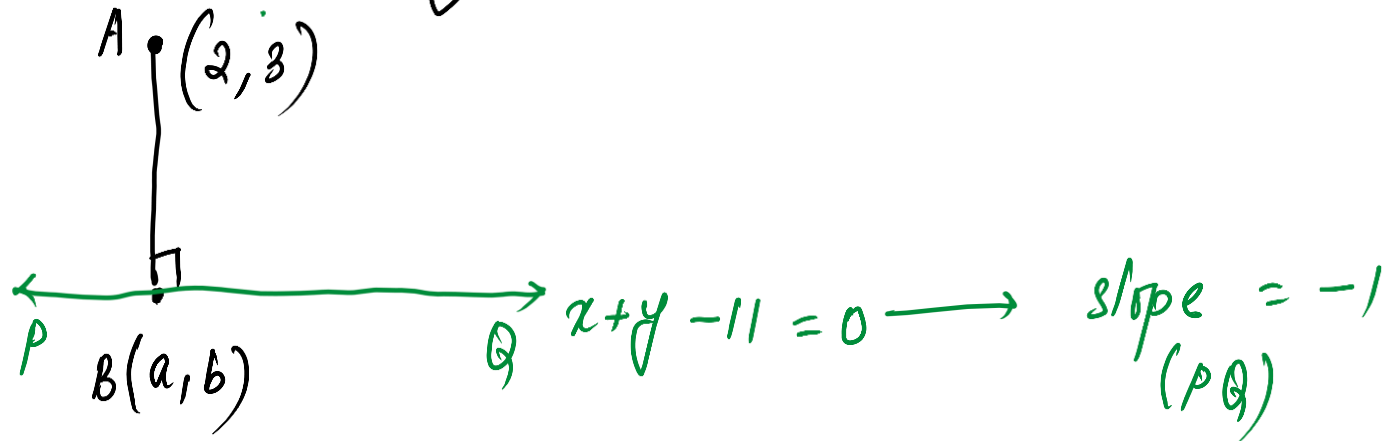 A (2, 3)
x+y -11 = 0 → slope = -1
P Q (PQ)
B(a, b)